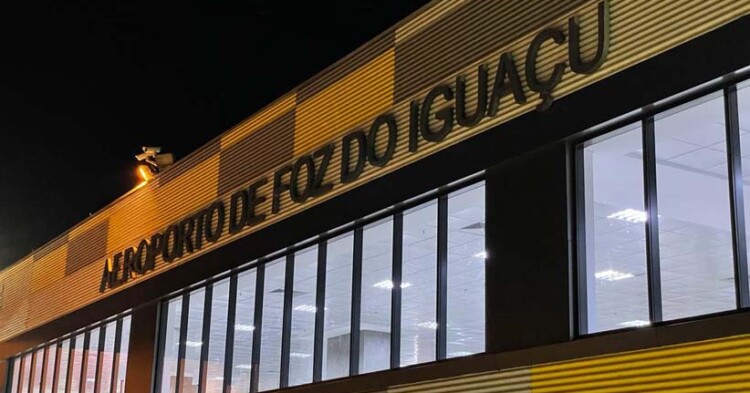 AEROPORTO DE FOZ DO IGUAÇU